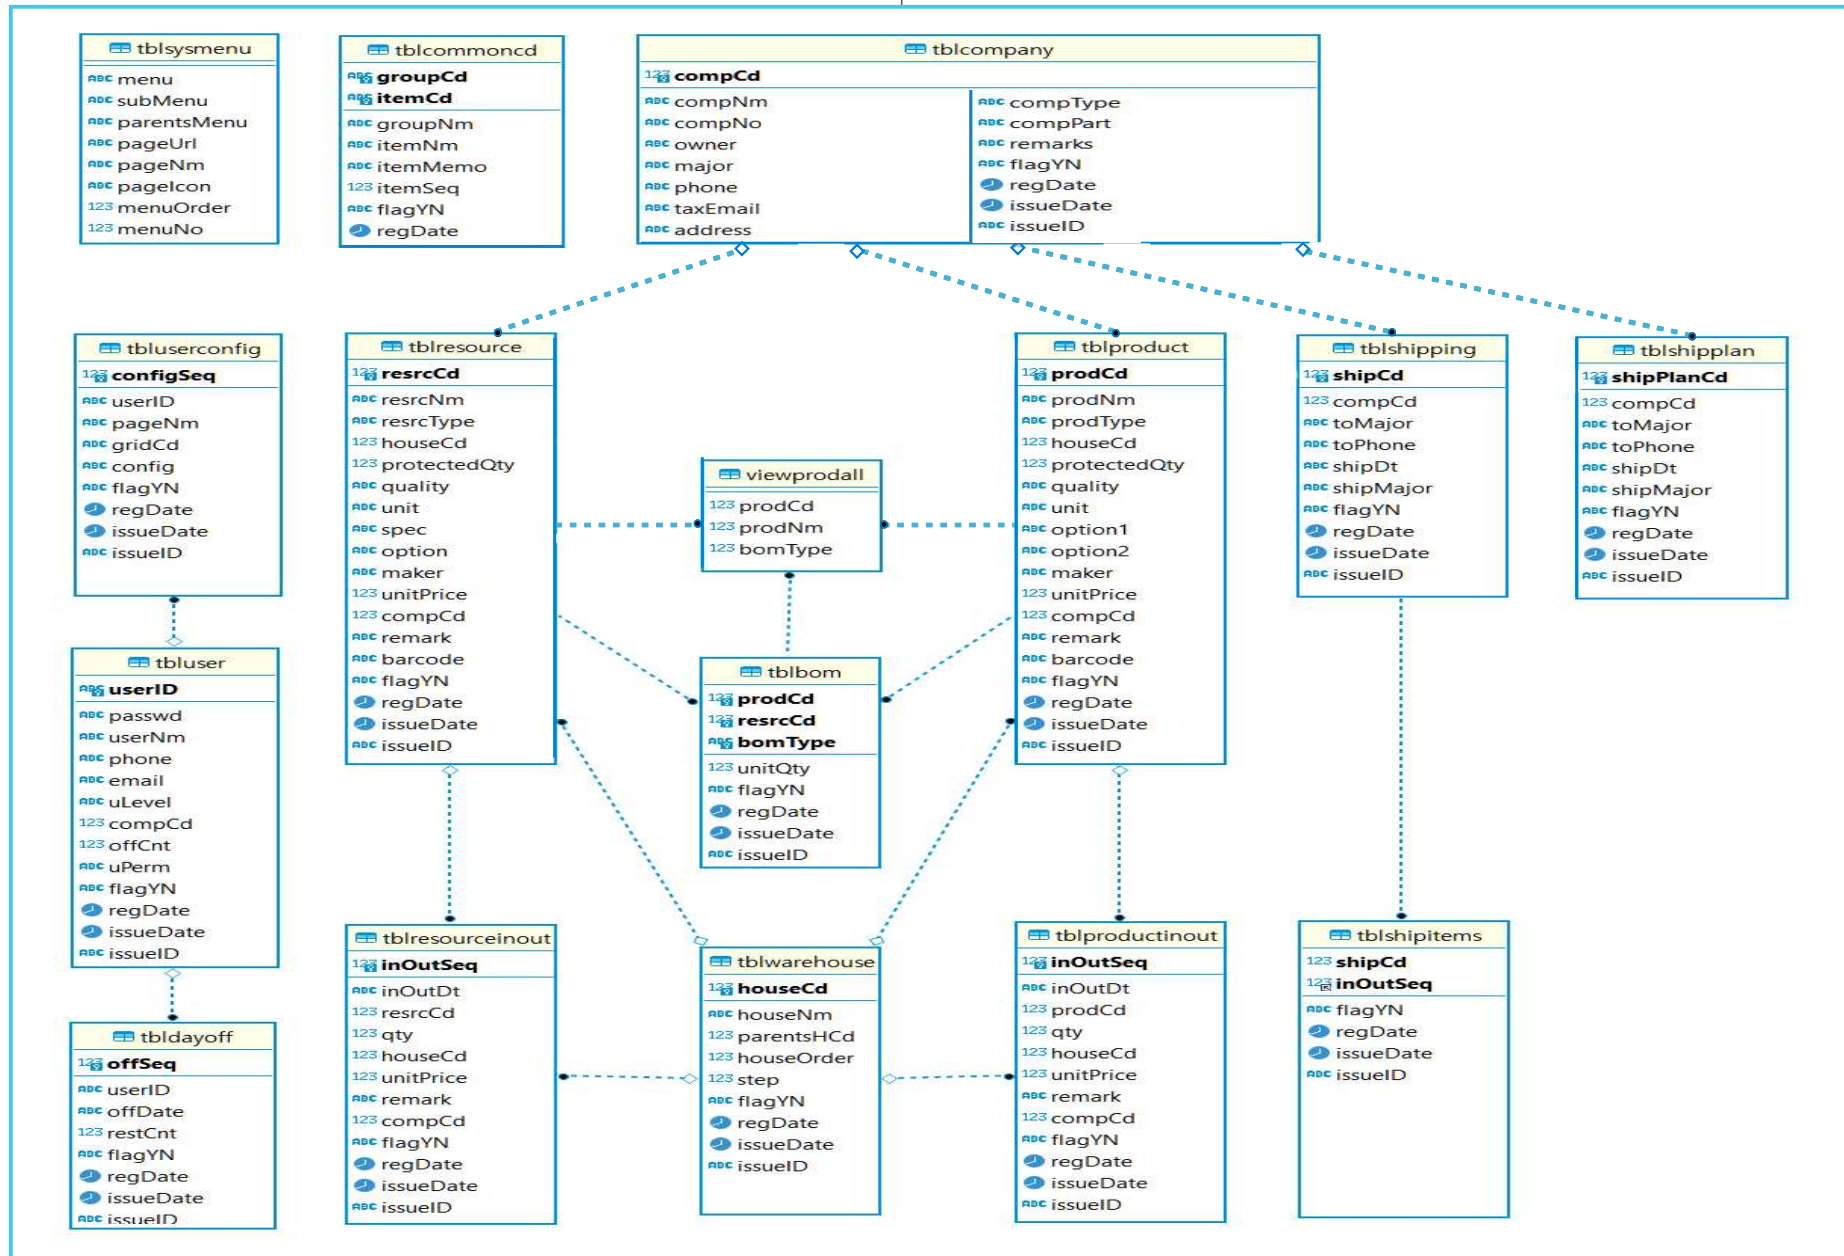 tblsysmenu
menu
subMenu
parentsMenu
pageUrl
pageNm
pageIcon
menuOrder
menuNo
tblcommoncd
groupCd
itemCd
groupNm
itemNm
itemMemo
itemSeq
flagYN
regDate
tblcompany
compCd
compNm
compNo
owner
major
phone
taxEmail
address
compType
compPart
remarks
flagYN
regDate
issueDate
issueID
tbluserconfig
configSeq
userID
pageNm
gridCd
config
flagYN
regDate
issueDate
issueID
tblresource
resrcCd
resrcNm
resrcType
houseCd
protectedQty
quality
unit
spec
option
maker
unitPrice
compCd
remark
barcode
flagYN
regDate
issueDate
issueID
viewprodall
prodCd
prodNm
bomType
tblproduct
prodCd
prodNm
prodType
houseCd
protectedQty
quality
unit
option1
option2
maker
unitPrice
compCd
remark
barcode
flagYN
regDate
issueDate
issueID
tblshipping
shipCd
compCd
toMajor
toPhone
shipDt
shipMajor
flagYN
regDate
issueDate
issueID
tblshipplan
shipPlanCd
compCd
toMajor
toPhone
shipDt
shipMajor
flagYN
regDate
issueDate
issueID
tbluser
userID
passwd
userNm
phone
email
uLevel
compCd
offCnt
uPerm
flagYN
regDate
issueDate
issueID
tblbom
prodCd
resrcCd
bomType
unitQty
flagYN
regDate
issueDate
issueID
tbldayoff
offSeq
userID
offDate
restCnt
flagYN
regDate
issueDate
issueID
tblresourceinout
inOutSeq
inOutDt
resrcCd
qty
houseCd
unitPrice
remark
compCd
flagYN
regDate
issueDate
issueID
tblwarehouse
houseCd
houseNm
parentsHCd
houseOrder
step
flagYN
regDate
issueDate
issueID
tblproductinout
inOutSeq
inOutDt
prodCd
qty
houseCd
unitPrice
remark
compCd
flagYN
regDate
issueDate
issueID
tblshipitems
shipCd
inOutSeq
flagYN
regDate
issueDate
issueID